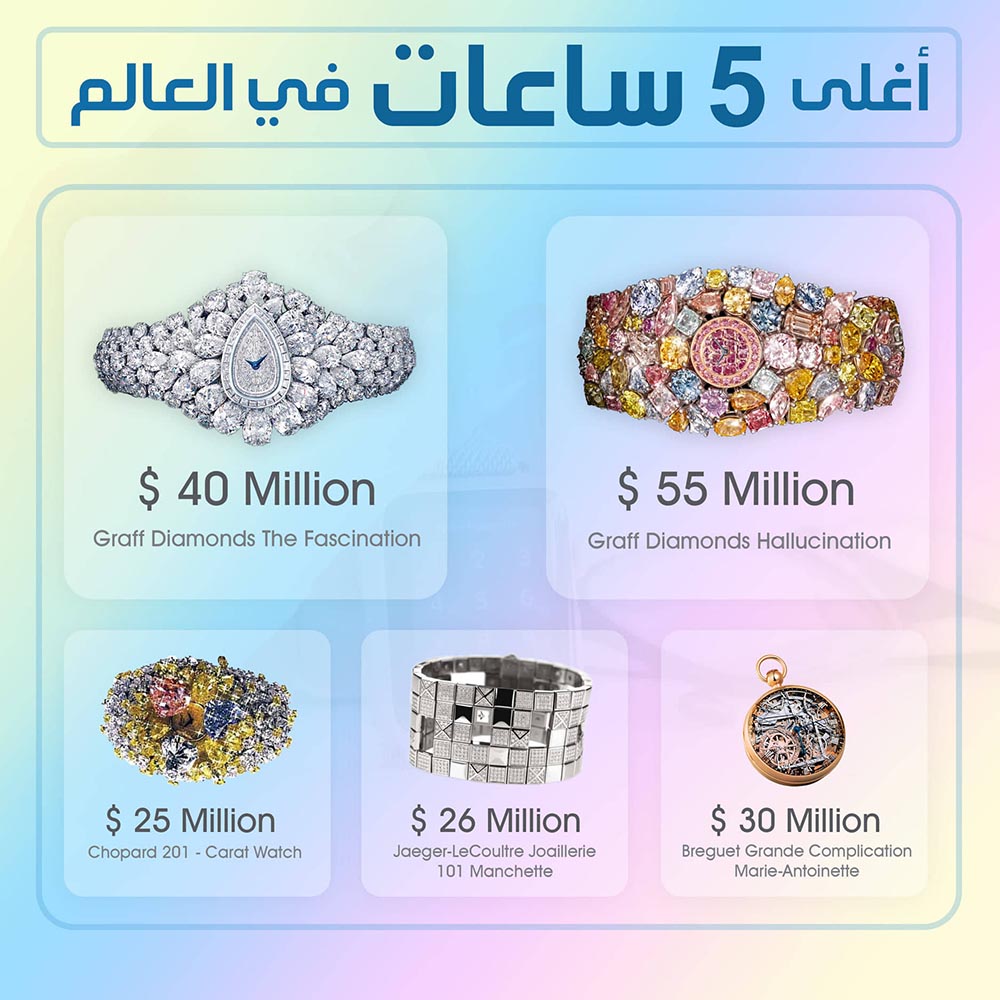 أغلى 5 ساعات في العالم
$ 40 Million
Graff Diamonds The Fascination
$ 55 Million
Graff Diamonds Hallucination
$ 25 Million
Chopard 201 - Carat Watch
$ 26 Million
Jaeger-LeCoultre Joaillerie
101 Manchette
$ 30 Million
Breguet Grande Complication
Marie-Antoinette